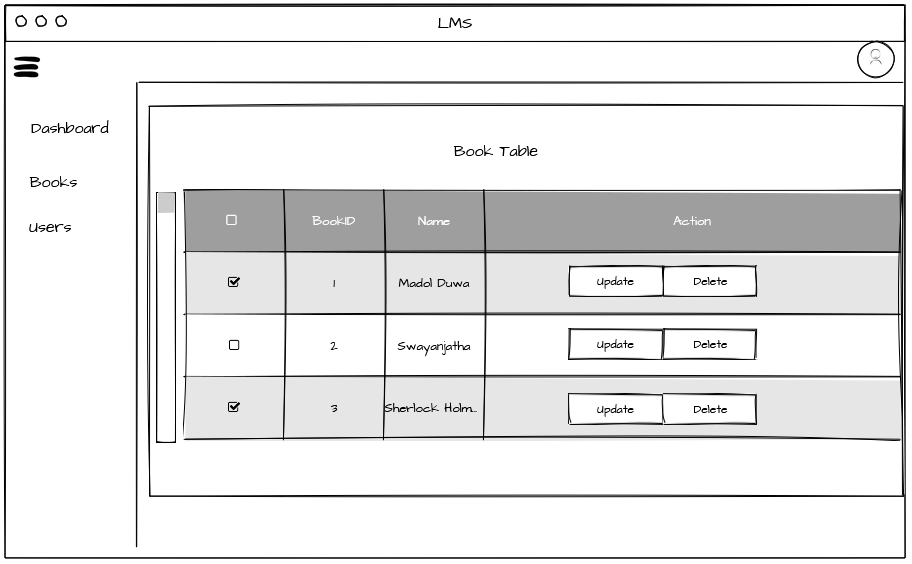 LMS
Dashboard
Books
Users
Book Table
BookID Name Action
1 Madol Duwa Update Delete
2 Swayanjatha Update Delete
3 Sherlock Holm... Update Delete